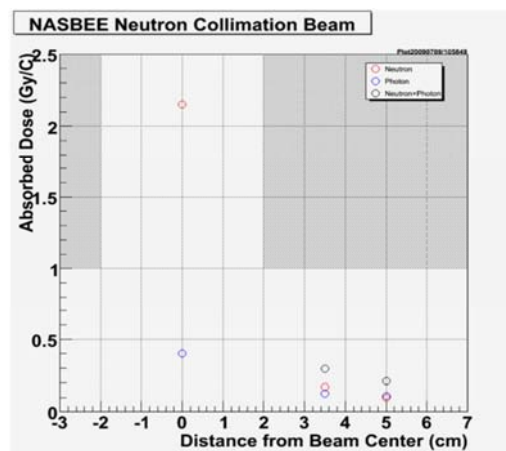 NASBEE Neutron Collimation Beam
Neutron
Photon
Neutron+Photon
Absorbed Dose (Gy/C)
2.5
2
1.5
1
0.5
0
-3 -2 -1 0 1 2 3 4 5 6 7
Distance from Beam Center (cm)